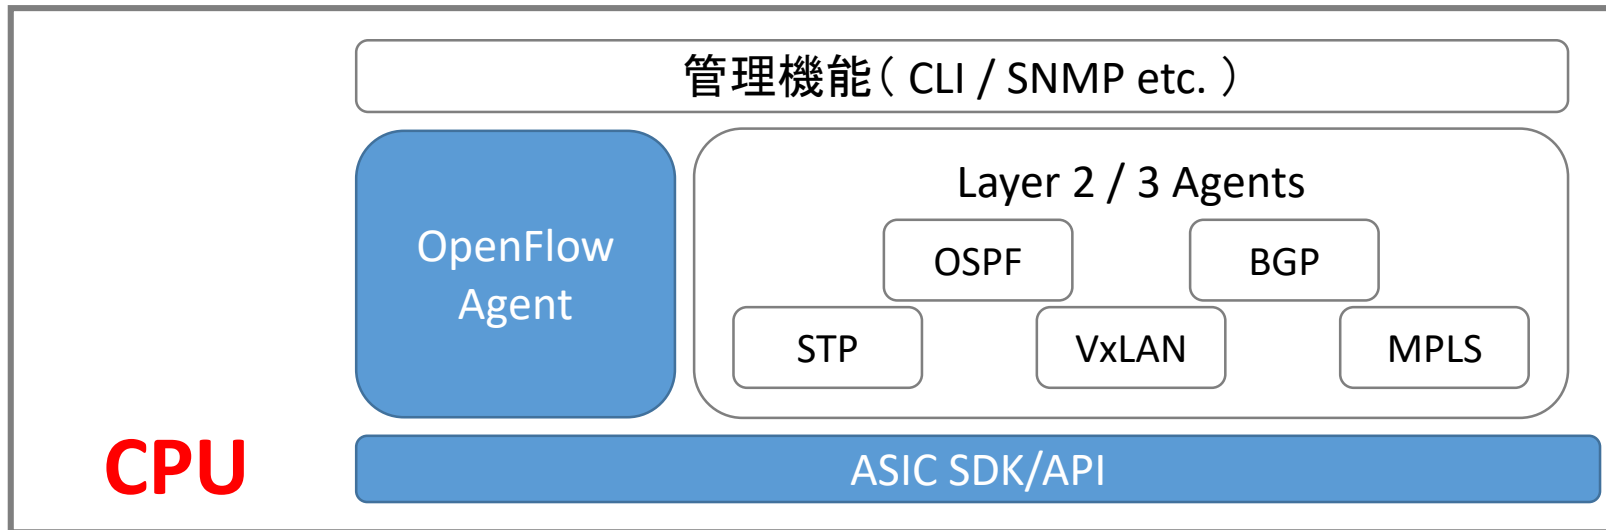 管理機能( CLI / SNMP etc. )
Layer 2 / 3 Agents
OpenFlow
Agent
OSPF
BGP
STP
VxLAN
MPLS
CPU
ASIC SDK/API